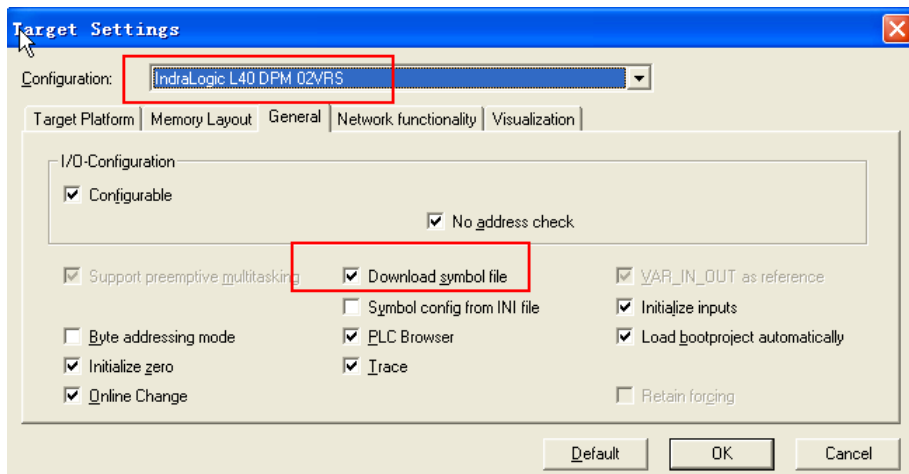 Target Settings
Configuration: IndraLogic L40 DPM 02VRS
Target Platform Memory Layout General Network functionality Visualization
I/O-Configuration
Configurable
No address check
Support preemptive multitasking Download symbol file VAR_IN_OUT as reference
Symbol config from INI file Initialize inputs
Byte addressing mode PLC Browser Load bootproject automatically
Initialize zero Trace
Online Change Retain forcing
Default OK Cancel